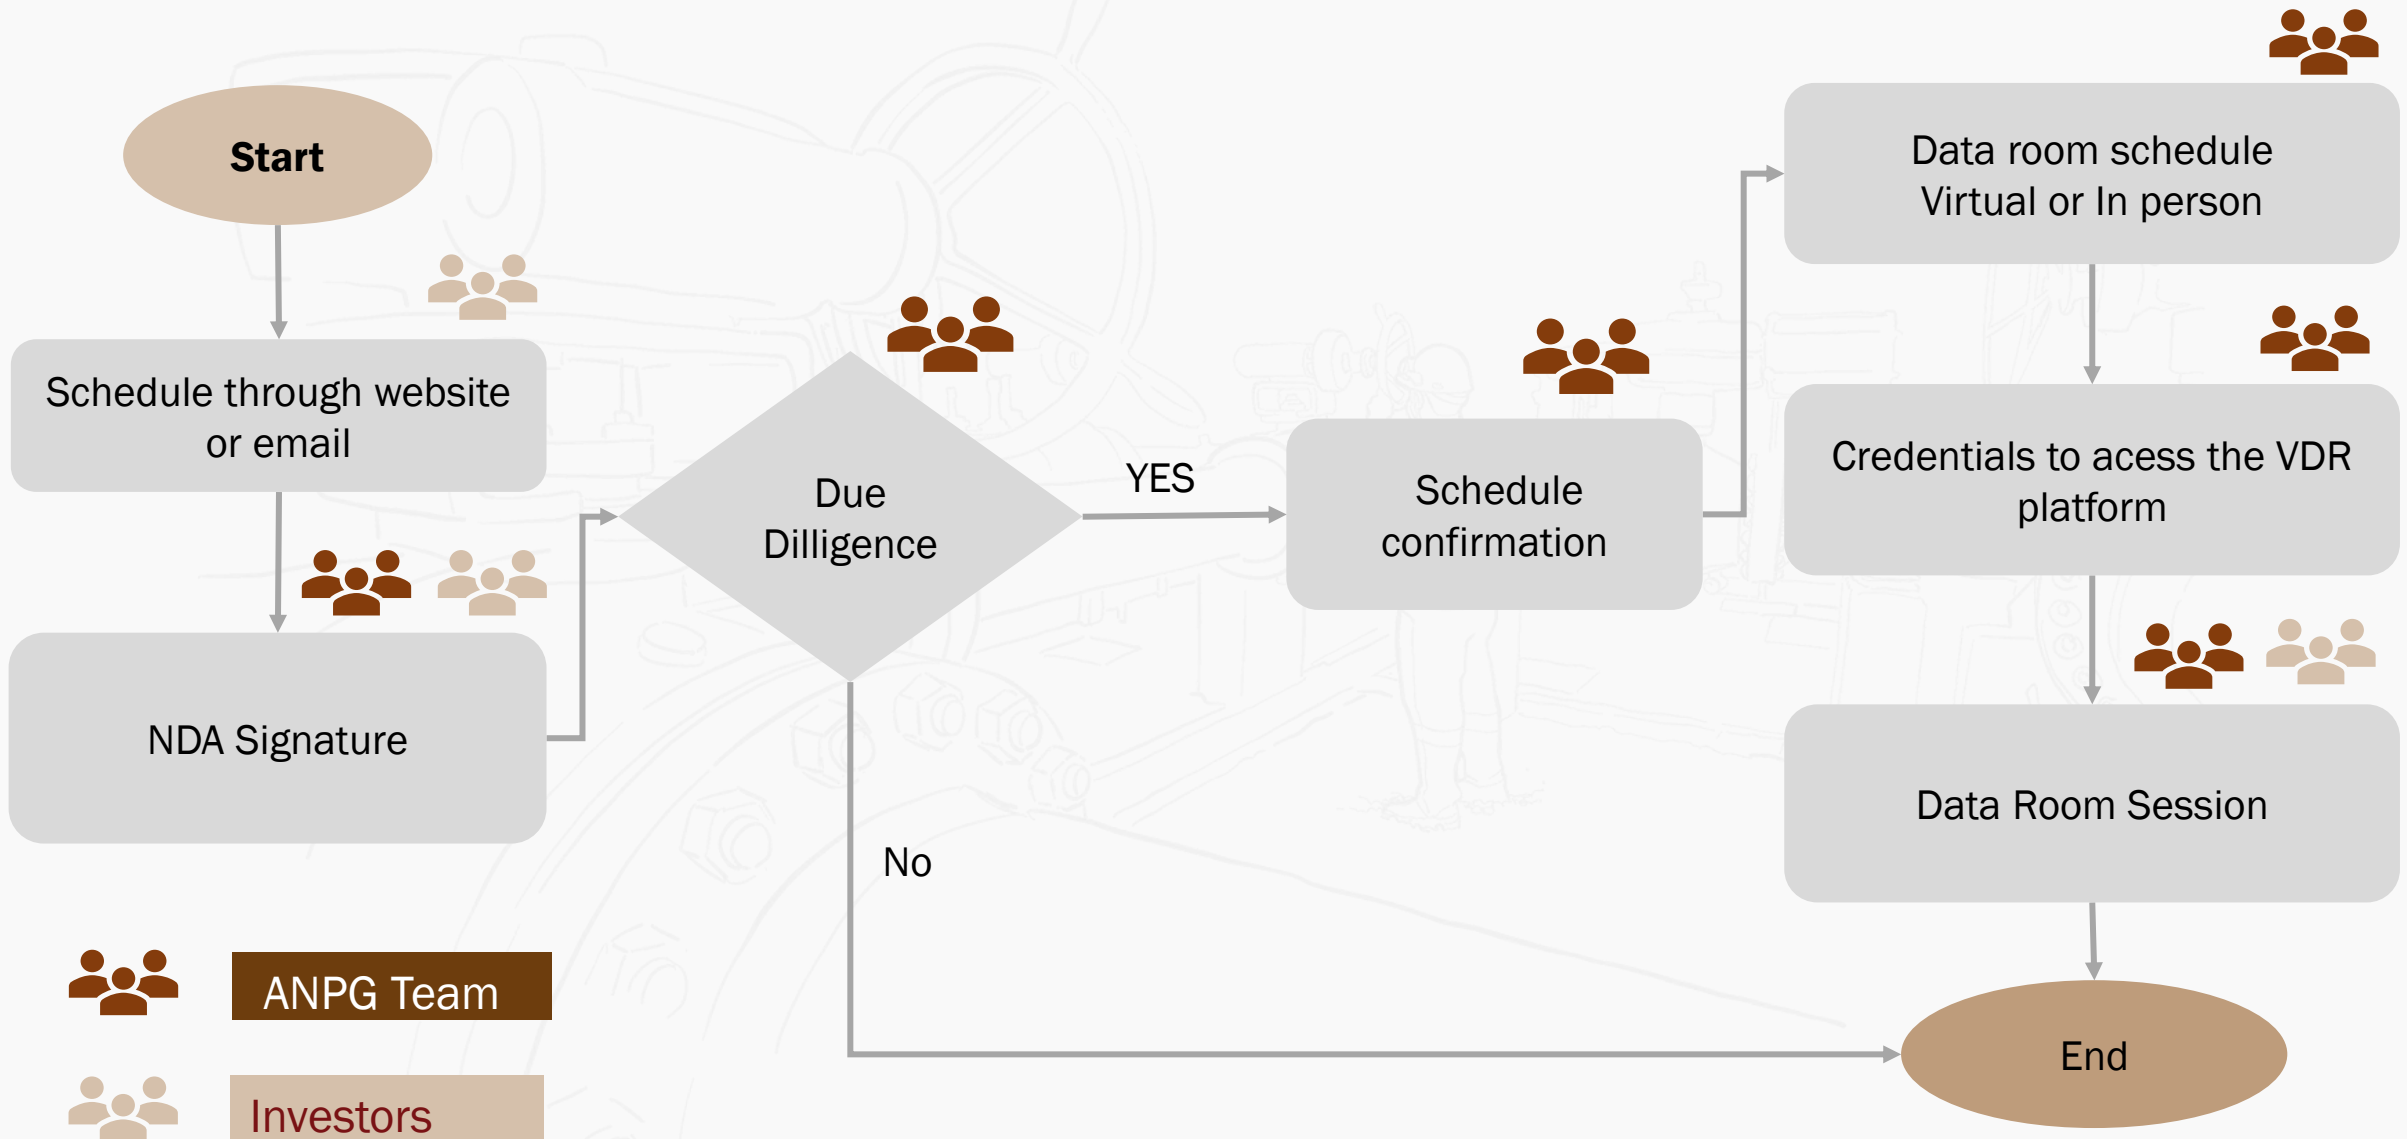 Start
Schedule through website
or email
NDA Signature
Due
Dilligence
YES
No
Schedule
confirmation
Data room schedule
Virtual or In person
Credentials to acess the VDR
platform
Data Room Session
End
ANPG Team
Investors